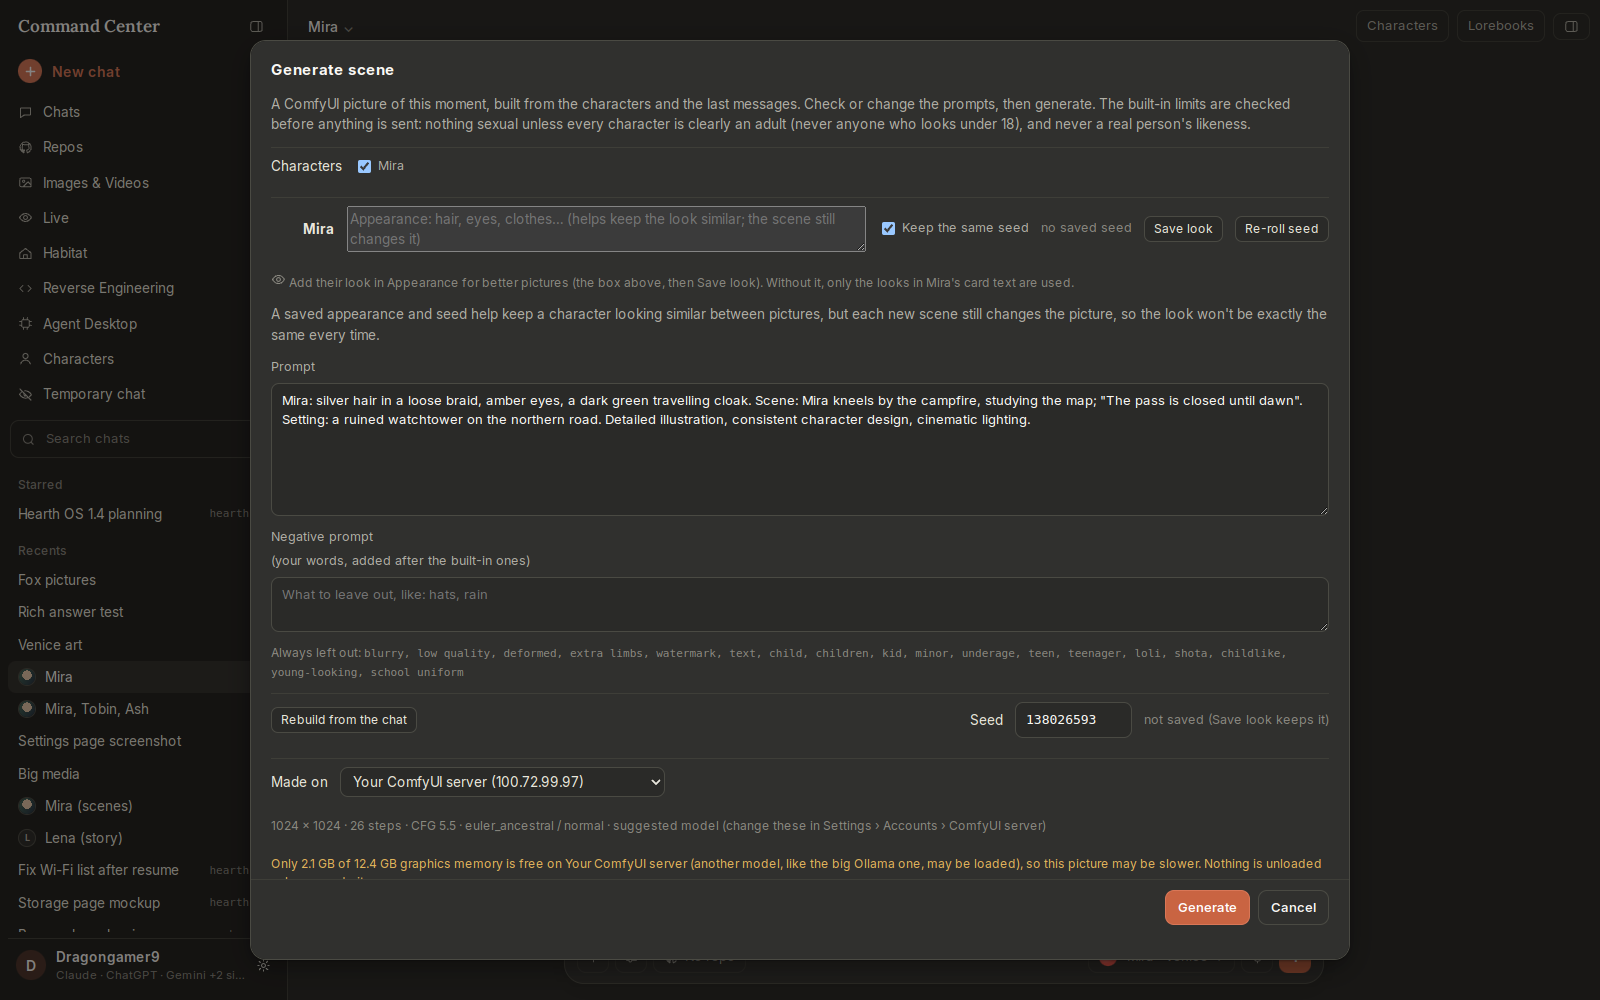 Command Center
Mira
Characters
Lorebooks
New chat
Chats
Repos
Images & Videos
Live
Habitat
Reverse Engineering
Agent Desktop
Characters
Temporary chat
Search chats
Starred
Hearth OS 1.4 planning hearth
Recents
Fox pictures
Rich answer test
Venice art
Mira
Mira, Tobin, Ash
Settings page screenshot
Big media
Mira (scenes)
L Lena (story)
Fix Wi-Fi list after resume hearth
Storage page mockup hearth
D
Dragongamer9
Claude · ChatGPT · Gemini +2 si...
Generate scene
A ComfyUI picture of this moment, built from the characters and the last messages. Check or change the prompts, then generate. The built-in limits are checked
before anything is sent: nothing sexual unless every character is clearly an adult (never anyone who looks under 18), and never a real person's likeness.
Characters Mira
Mira
Appearance: hair, eyes, clothes... (helps keep the look similar; the scene still
changes it)
Keep the same seed no saved seed Save look Re-roll seed
Add their look in Appearance for better pictures (the box above, then Save look). Without it, only the looks in Mira's card text are used.
A saved appearance and seed help keep a character looking similar between pictures, but each new scene still changes the picture, so the look won't be exactly the
same every time.
Prompt
Mira: silver hair in a loose braid, amber eyes, a dark green travelling cloak. Scene: Mira kneels by the campfire, studying the map; "The pass is closed until dawn".
Setting: a ruined watchtower on the northern road. Detailed illustration, consistent character design, cinematic lighting.
Negative prompt
(your words, added after the built-in ones)
What to leave out, like: hats, rain
Always left out: blurry, low quality, deformed, extra limbs, watermark, text, child, children, kid, minor, underage, teen, teenager, loli, shota, childlike,
young-looking, school uniform
Rebuild from the chat
Seed 138026593 not saved (Save look keeps it)
Made on Your ComfyUI server (100.72.99.97)
1024 × 1024 · 26 steps · CFG 5.5 · euler_ancestral / normal · suggested model (change these in Settings › Accounts › ComfyUI server)
Only 2.1 GB of 12.4 GB graphics memory is free on Your ComfyUI server (another model, like the big Ollama one, may be loaded), so this picture may be slower. Nothing is unloaded
Generate
Cancel